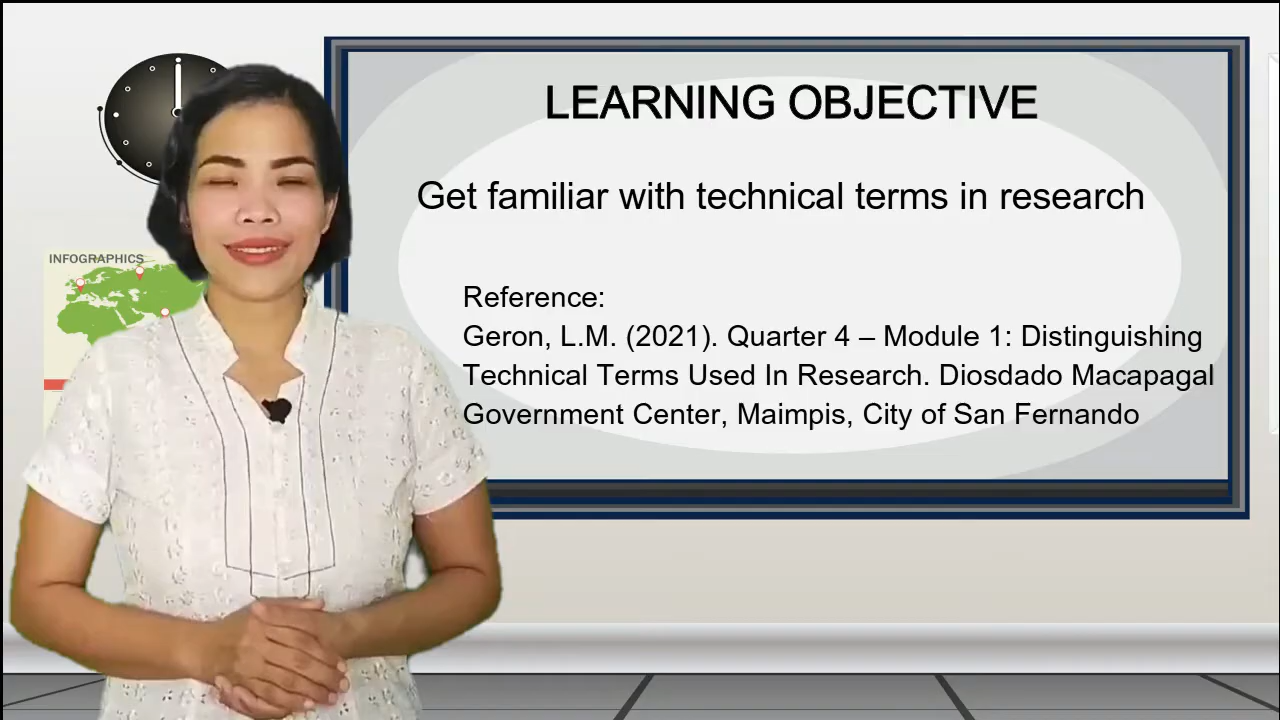 LEARNING OBJECTIVE
Get familiar with technical terms in research
INFOGRAPHICS
Reference:
Geron, L.M. (2021). Quarter 4 – Module 1: Distinguishing
Technical Terms Used In Research. Diosdado Macapagal
Government Center, Maimpis, City of San Fernando